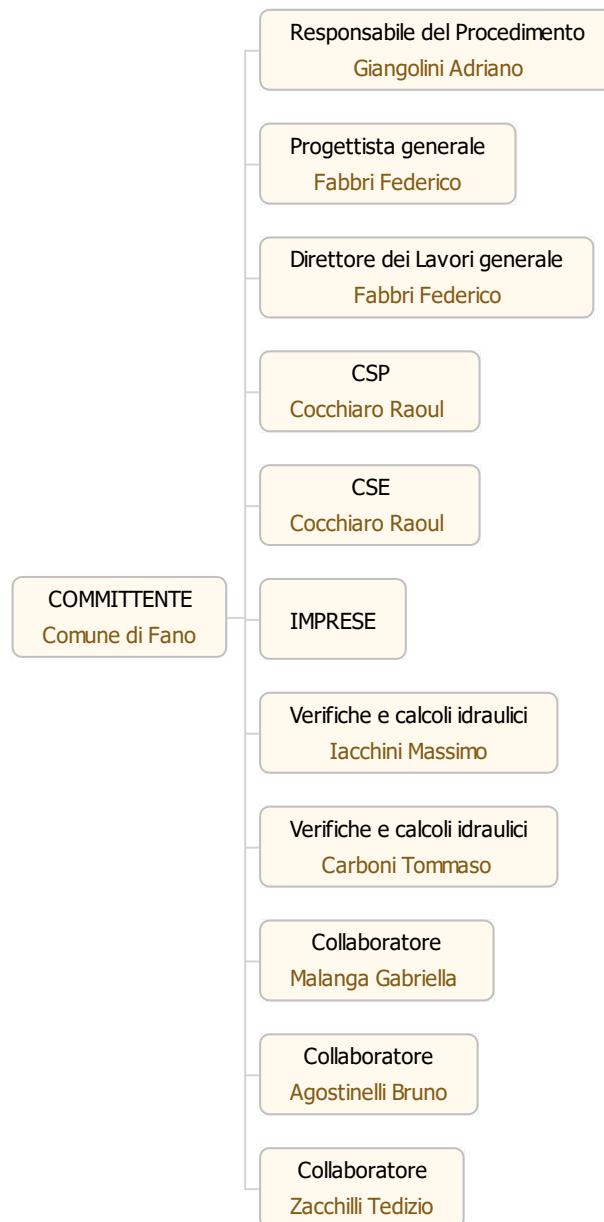 Responsabile del Procedimento
Giangolini Adriano
Progettista generale
Fabbri Federico
Direttore dei Lavori generale
Fabbri Federico
CSP
Cocchiaro Raoul
CSE
Cocchiaro Raoul
COMMITTENTE
Comune di Fano
IMPRESE
Verifiche e calcoli idraulici
Iacchini Massimo
Verifiche e calcoli idraulici
Carboni Tommaso
Collaboratore
Malanga Gabriella
Collaboratore
Agostinelli Bruno
Collaboratore
Zacchilli Tedizio